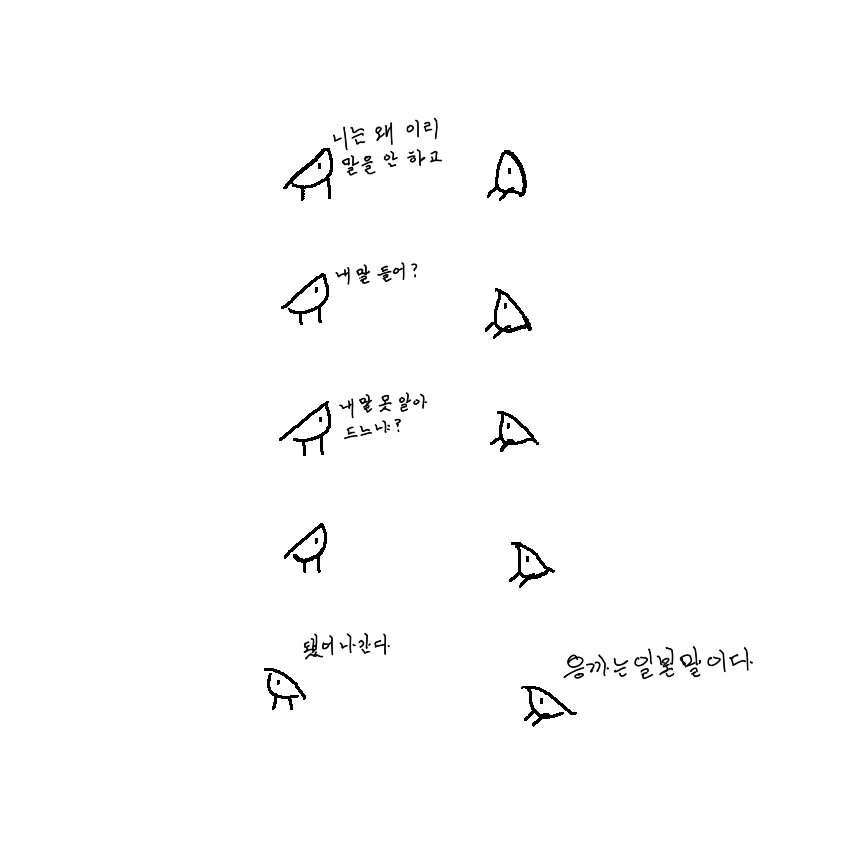 니는 왜 이리
말을 안 하고
내 말 듣어?
내 말 못 알아
드느냐?
됐어 나 간다.
응까는 일본말이다.